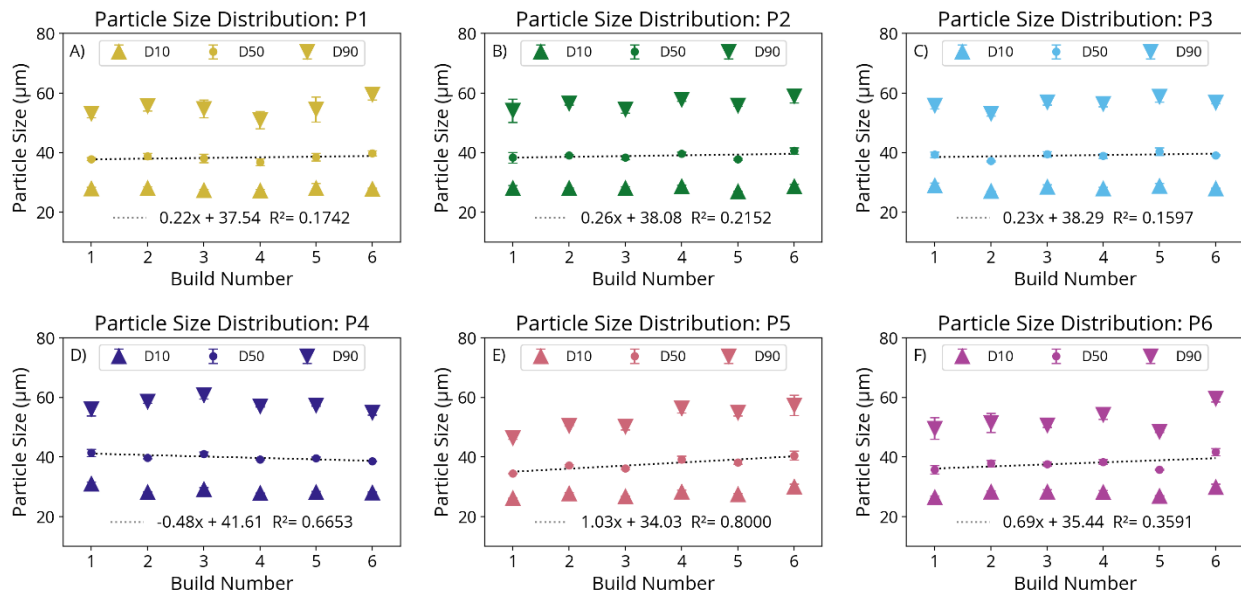 Particle Size Distribution: P1
A) D10 D50 D90
Particle Size (μm)
80
60
40
20
0.22x + 37.54 R²= 0.1742
1 2 3 4 5 6
Build Number
Particle Size Distribution: P2
B) D10 D50 D90
Particle Size (μm)
80
60
40
20
0.26x + 38.08 R²= 0.2152
1 2 3 4 5 6
Build Number
Particle Size Distribution: P3
C) D10 D50 D90
Particle Size (μm)
80
60
40
20
0.23x + 38.29 R²= 0.1597
1 2 3 4 5 6
Build Number
Particle Size Distribution: P4
D) D10 D50 D90
Particle Size (μm)
80
60
40
20
-0.48x + 41.61 R²= 0.6653
1 2 3 4 5 6
Build Number
Particle Size Distribution: P5
E) D10 D50 D90
Particle Size (μm)
80
60
40
20
1.03x + 34.03 R²= 0.8000
1 2 3 4 5 6
Build Number
Particle Size Distribution: P6
F) D10 D50 D90
Particle Size (μm)
80
60
40
20
0.69x + 35.44 R²= 0.3591
1 2 3 4 5 6
Build Number